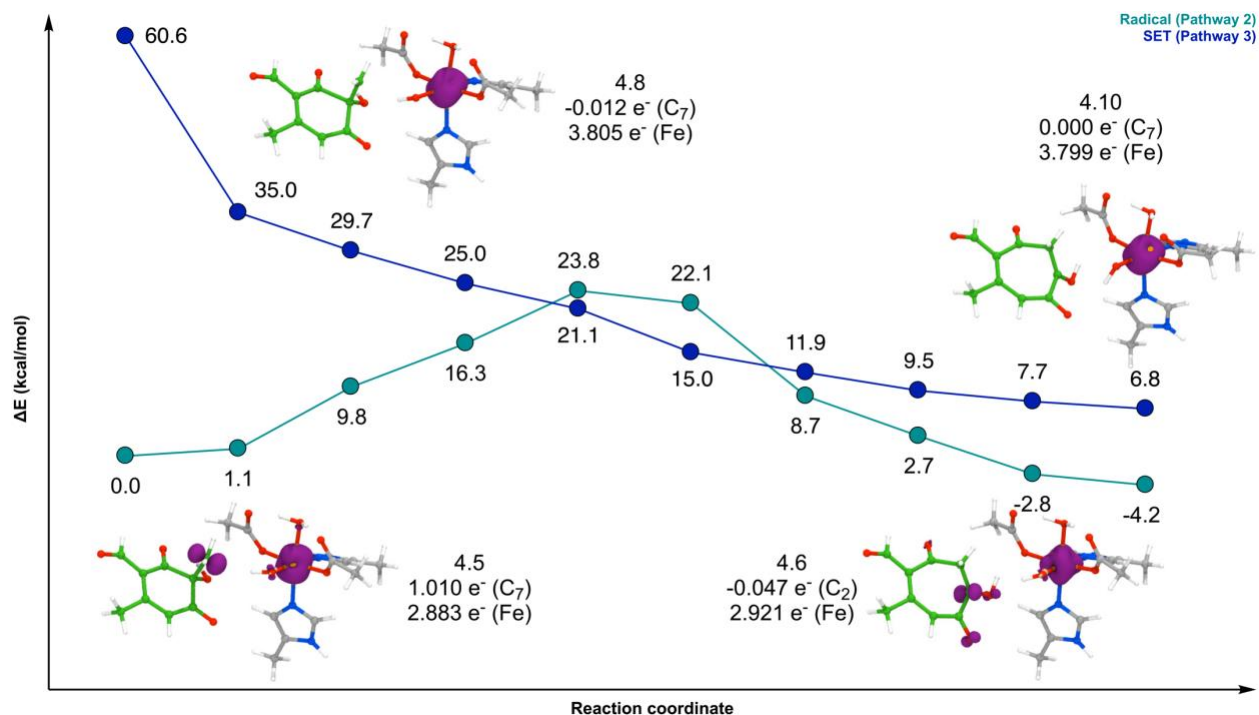 Radical (Pathway 2)
SET (Pathway 3)
60.6
4.8
-0.012 e⁻ (C₇)
3.805 e⁻ (Fe)
4.10
0.000 e⁻ (C₇)
3.799 e⁻ (Fe)
35.0
29.7
25.0
23.8
22.1
21.1
16.3
15.0
11.9
9.5
7.7
6.8
9.8
8.7
2.7
0.0
1.1
-2.8
-4.2
4.5
1.010 e⁻ (C₇)
2.883 e⁻ (Fe)
4.6
-0.047 e⁻ (C₂)
2.921 e⁻ (Fe)
ΔE (kcal/mol)
Reaction coordinate